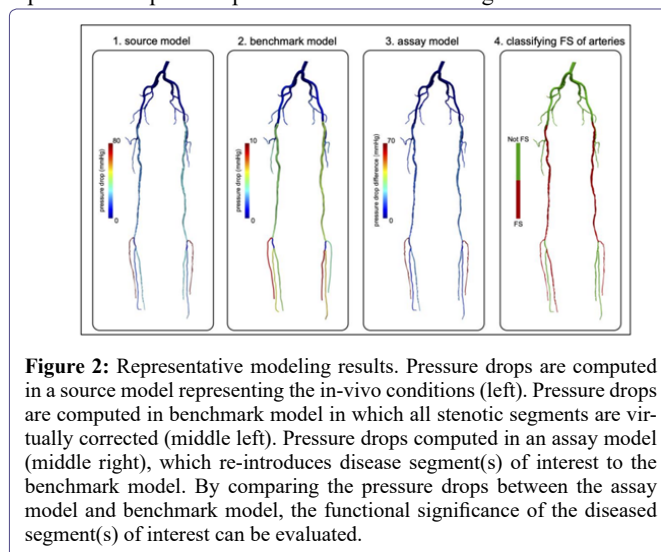 1. source model
2. benchmark model
3. assay model
4. classifying FS of arteries
80
pressure drop (mmHg)
0
10
pressure drop (mmHg)
0
70
pressure drop difference (mmHg)
0
Not FS
FS
Figure 2: Representative modeling results. Pressure drops are computed
in a source model representing the in-vivo conditions (left). Pressure drops
are computed in benchmark model in which all stenotic segments are vir-
tually corrected (middle left). Pressure drops computed in an assay model
(middle right), which re-introduces disease segment(s) of interest to the
benchmark model. By comparing the pressure drops between the assay
model and benchmark model, the functional significance of the diseased
segment(s) of interest can be evaluated.